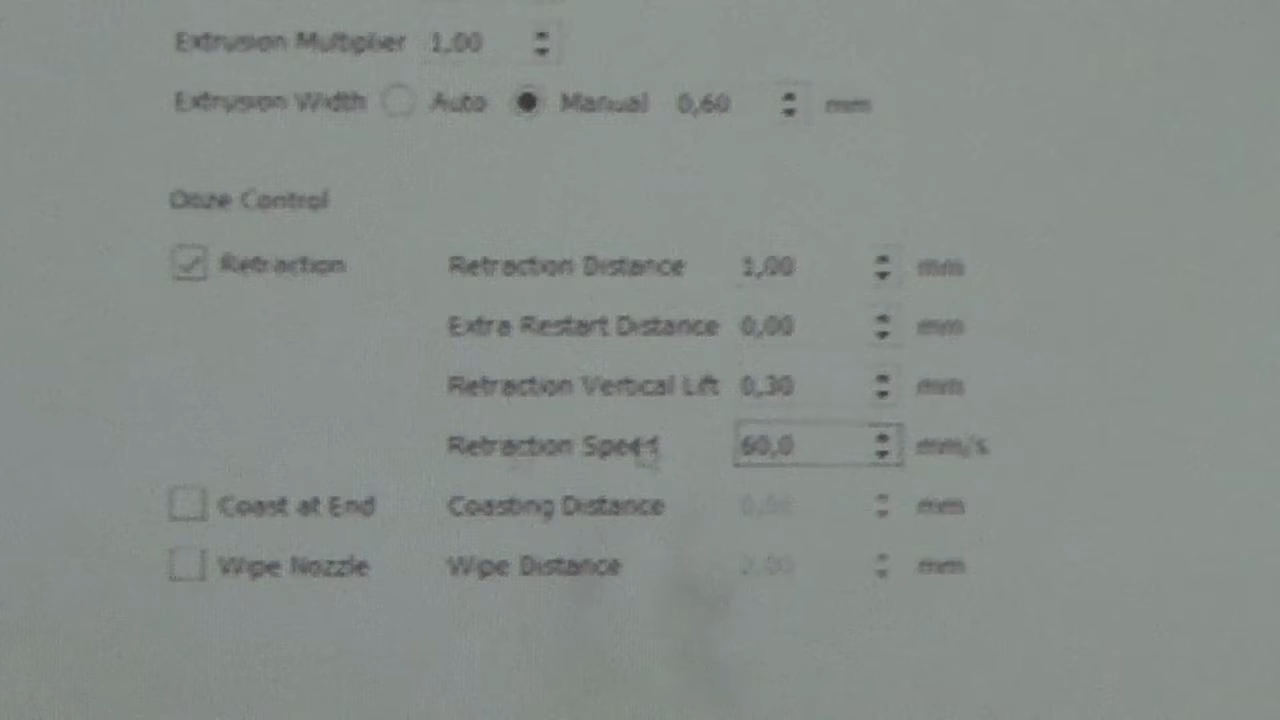 Extrusion Multiplier 1,00
Extrusion Width Auto Manual 0,60 mm
Ooze Control
Retraction Retraction Distance 1,00 mm
Extra Restart Distance 0,00 mm
Retraction Vertical Lift 0,30 mm
Retraction Speed 60,0 mm/s
Coast at End Coasting Distance mm
Wipe Nozzle Wipe Distance mm